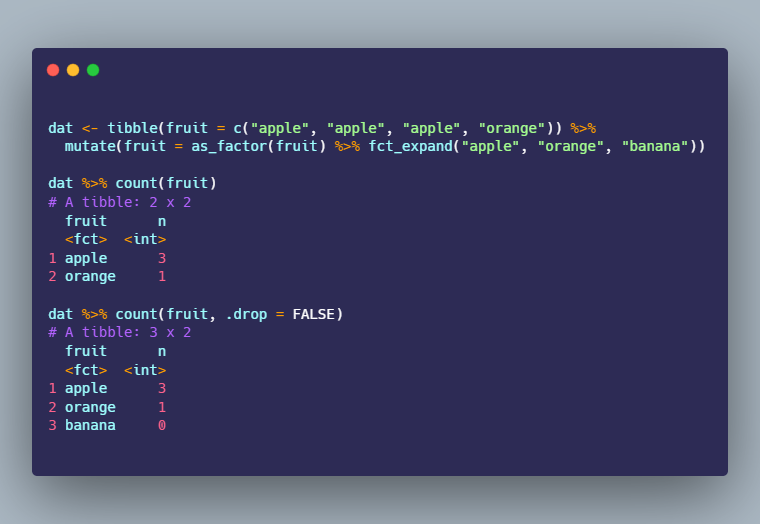 dat <- tibble(fruit = c("apple", "apple", "apple", "orange")) %>%
  mutate(fruit = as_factor(fruit) %>% fct_expand("apple", "orange", "banana"))

dat %>% count(fruit)
# A tibble: 2 x 2
  fruit      n
  <fct>  <int>
1 apple      3
2 orange     1

dat %>% count(fruit, .drop = FALSE)
# A tibble: 3 x 2
  fruit      n
  <fct>  <int>
1 apple      3
2 orange     1
3 banana     0